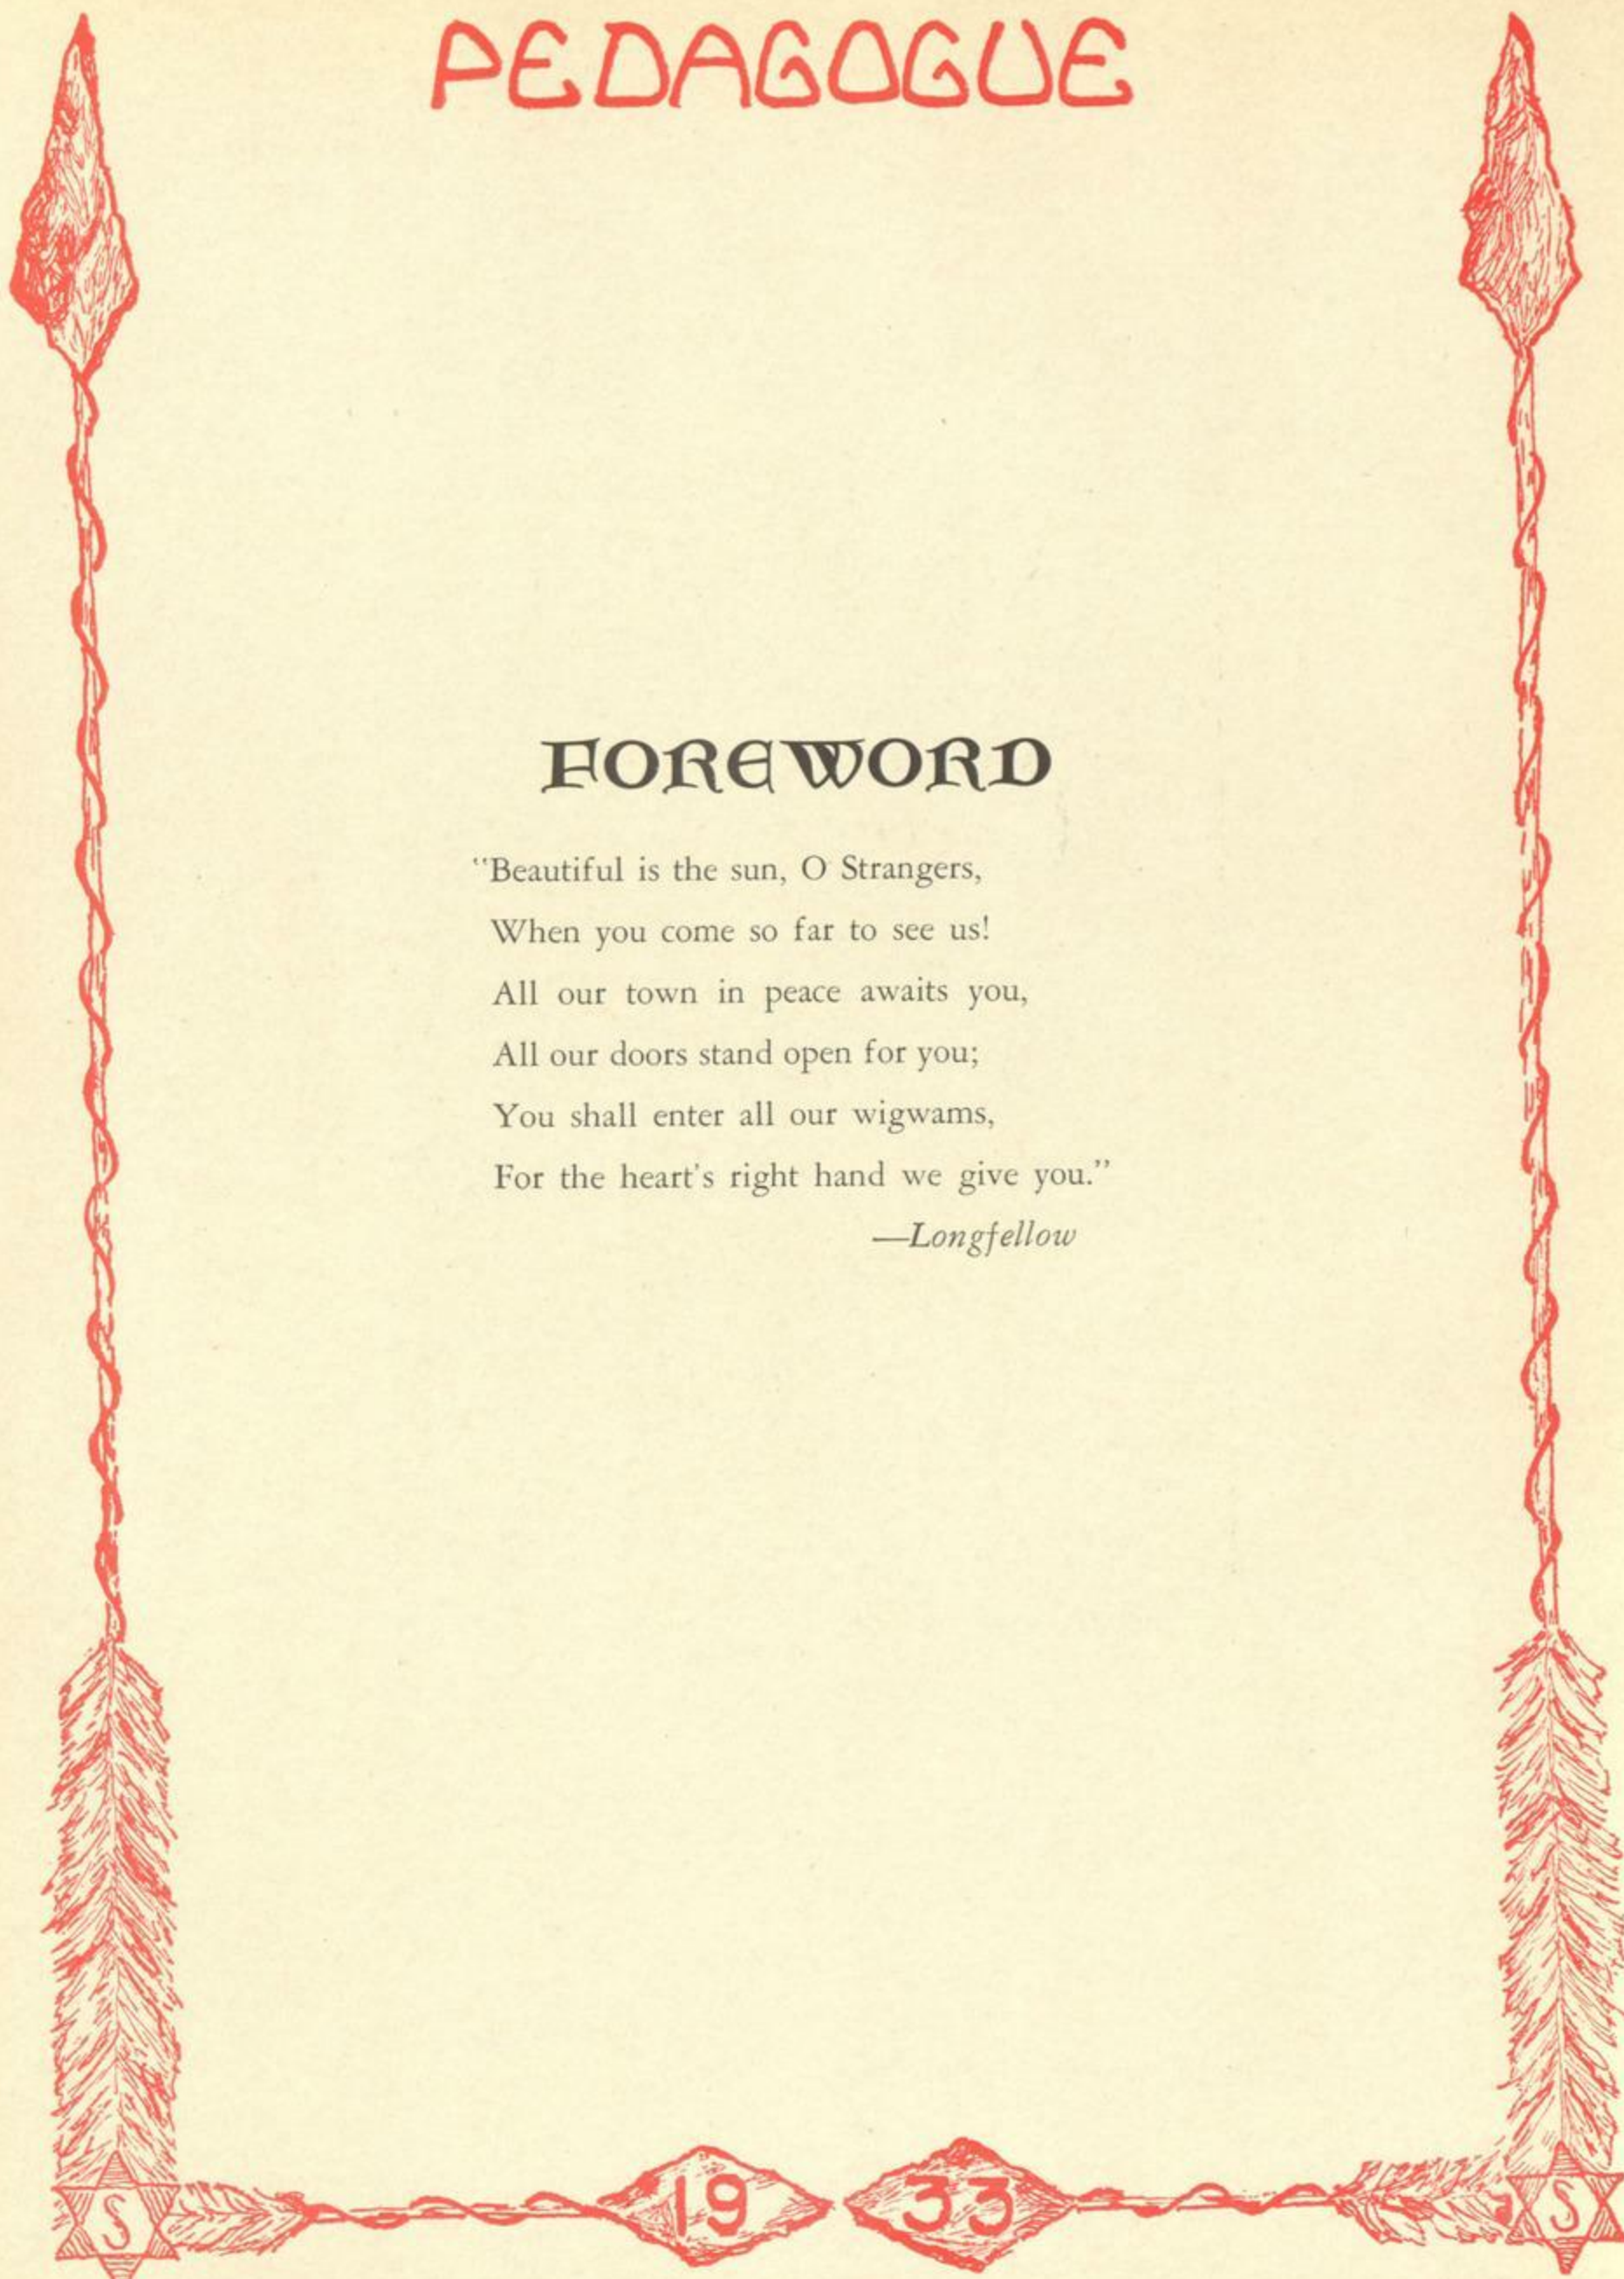 PEDAGOGUE
FOREWORD
"Beautiful is the sun, O Strangers,
When you come so far to see us!
All our town in peace awaits you,
All our doors stand open for you;
You shall enter all our wigwams,
For the heart's right hand we give you."
—Longfellow
S
19 33
S